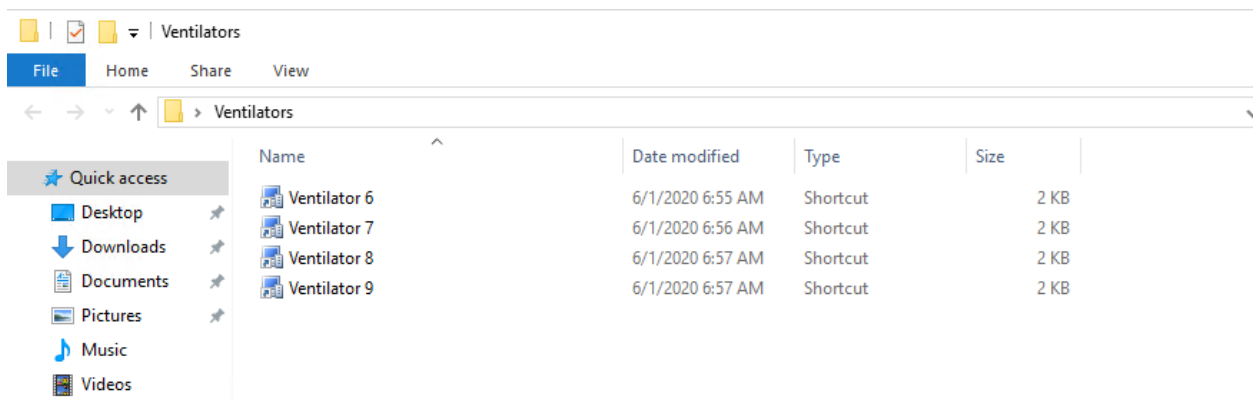 Ventilators
File Home Share View
Ventilators
Name Date modified Type Size
Quick access
Desktop
Downloads
Documents
Pictures
Music
Videos
Ventilator 6 6/1/2020 6:55 AM Shortcut 2 KB
Ventilator 7 6/1/2020 6:56 AM Shortcut 2 KB
Ventilator 8 6/1/2020 6:57 AM Shortcut 2 KB
Ventilator 9 6/1/2020 6:57 AM Shortcut 2 KB